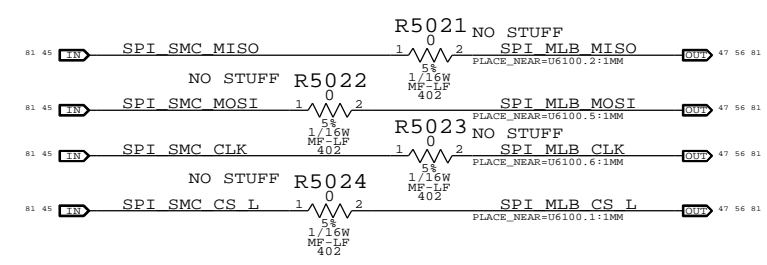 R5021 NO STUFF
0
81 45 IN SPI_SMC_MISO 1 2 SPI_MLB_MISO OUT 47 56 81
5% PLACE_NEAR=U6100.2:1MM
1/16W
MF-LF
402
NO STUFF R5022
0
81 45 IN SPI_SMC_MOSI 1 2 SPI_MLB_MOSI OUT 47 56 81
5% PLACE_NEAR=U6100.5:1MM
1/16W
MF-LF
402
R5023 NO STUFF
0
81 45 IN SPI_SMC_CLK 1 2 SPI_MLB_CLK OUT 47 56 81
5% PLACE_NEAR=U6100.6:1MM
1/16W
MF-LF
402
NO STUFF R5024
0
81 45 IN SPI_SMC_CS_L 1 2 SPI_MLB_CS_L OUT 47 56 81
5% PLACE_NEAR=U6100.1:1MM
1/16W
MF-LF
402